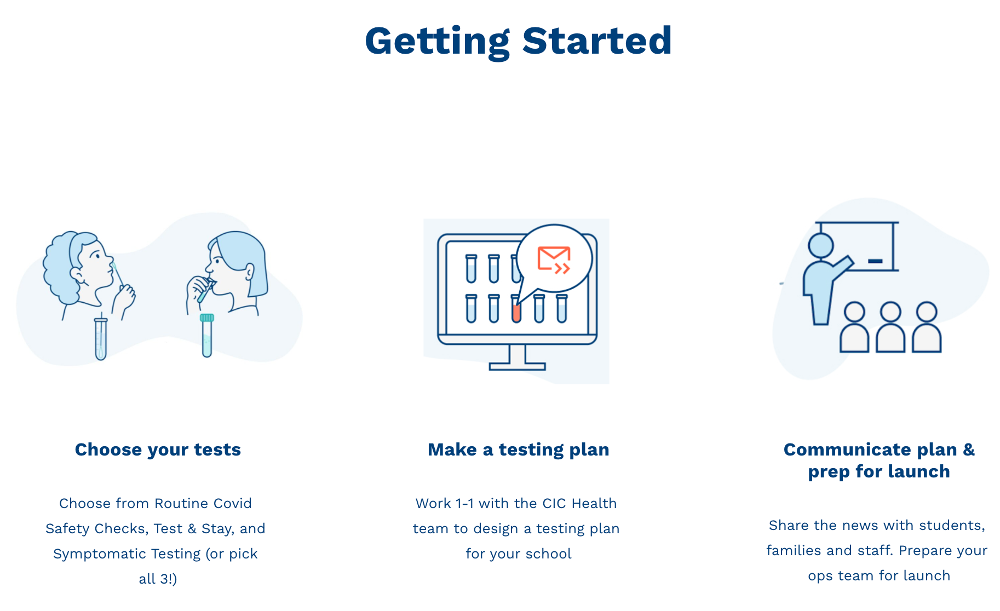 Getting Started
Choose your tests
Choose from Routine Covid
Safety Checks, Test & Stay, and
Symptomatic Testing (or pick
all 3!)
Make a testing plan
Work 1-1 with the CIC Health
team to design a testing plan
for your school
Communicate plan &
prep for launch
Share the news with students,
families and staff. Prepare your
ops team for launch